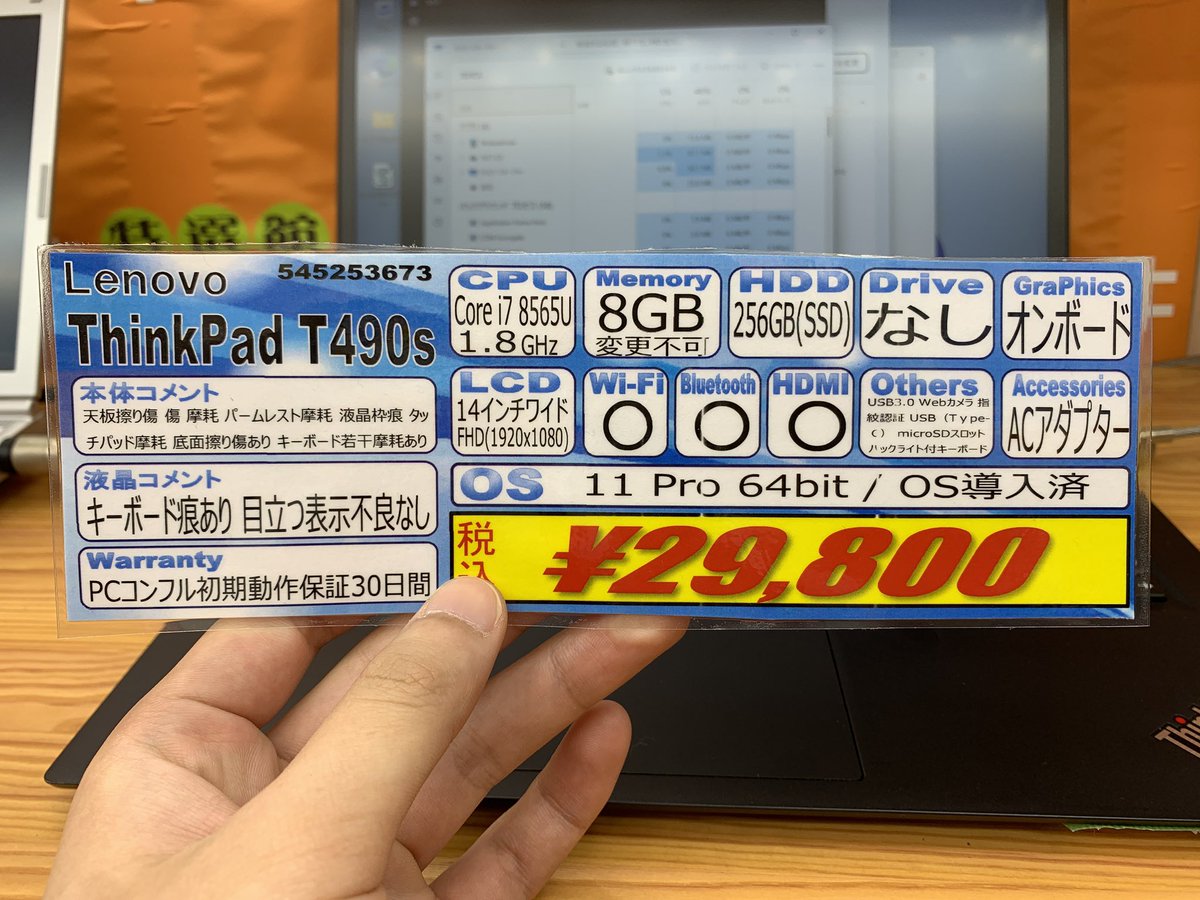 特選館
Lenovo
545253673
ThinkPad T490s
本体コメント
天板擦り傷 傷 摩耗 パームレスト摩耗 液晶枠痕 タッ
チパッド摩耗 底面擦り傷あり キーボード若干摩耗あり
液晶コメント
キーボード痕あり 目立つ表示不良なし
Warranty
PCコンフル初期動作保証30日間
CPU
Core i7 8565U
1.8GHz
Memory
8GB
変更不可
HDD
256GB(SSD)
Drive
なし
GraPhics
オンボード
LCD
14インチワイド
FHD(1920x1080)
Wi-Fi
○
Bluetooth
○
HDMI
○
Others
USB3.0 Webカメラ 指
紋認証 USB（Type-
C） microSDスロット
バックライト付キーボード
Accessories
ACアダプター
OS 11 Pro 64bit / OS導入済
税込
¥29,800